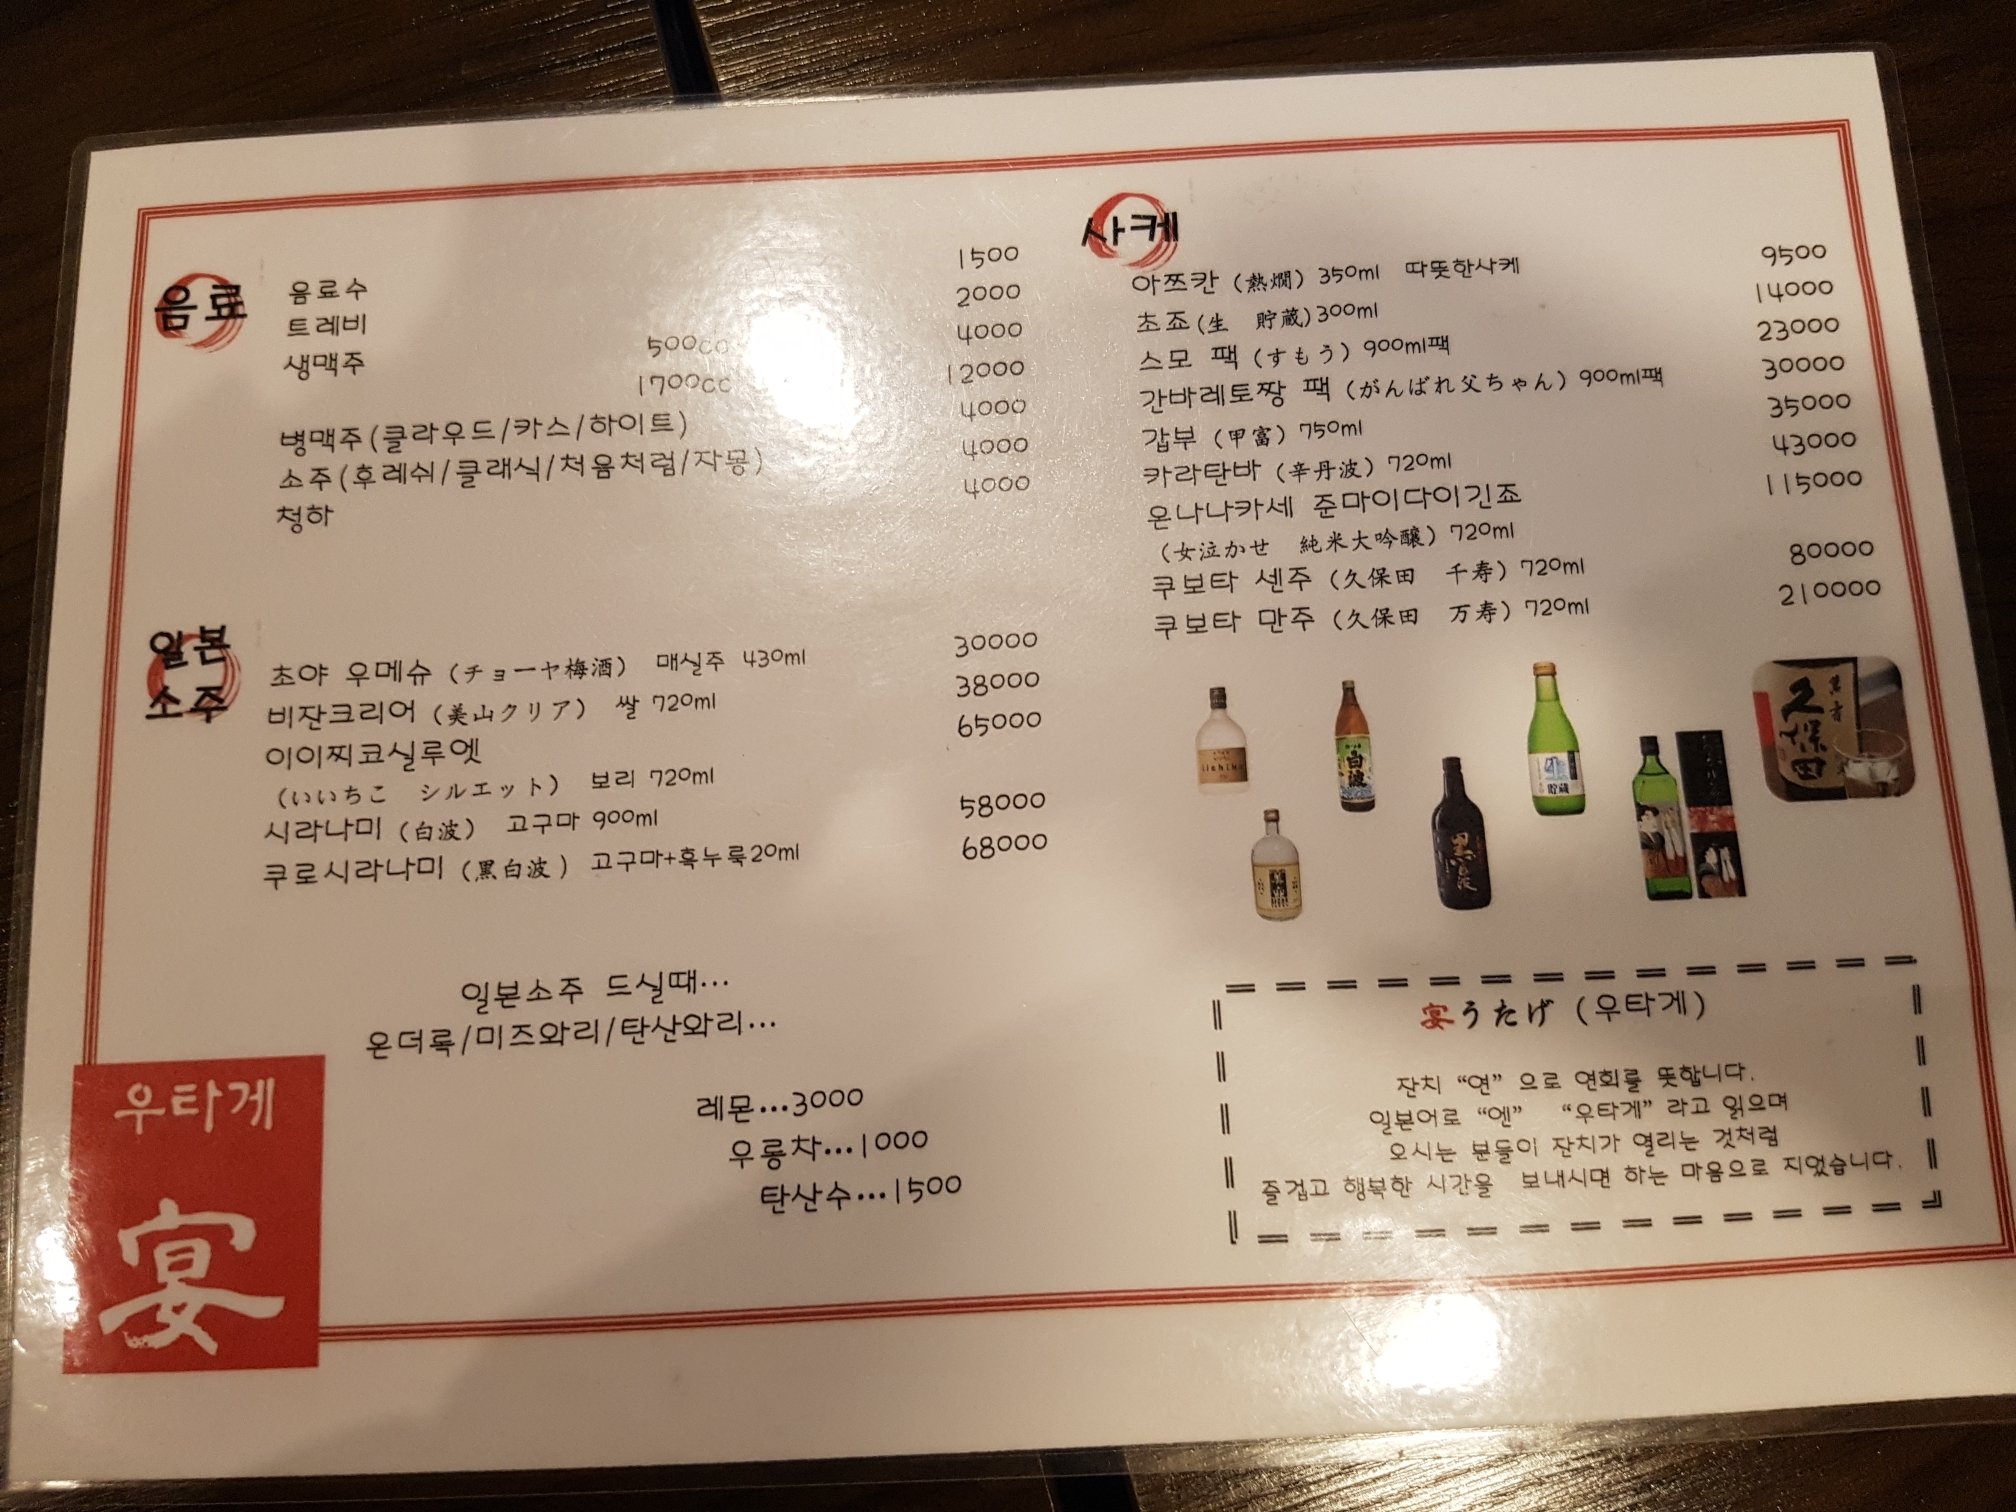 음료
음료수 1500
트레비 2000
생맥주 500cc 4000
1700cc 12000
병맥주(클라우드/카스/하이트) 4000
소주(후레쉬/클래식/처음처럼/자몽) 4000
청하 4000
일본
소주
쵸야 우메슈 (チョーヤ梅酒) 매실주 430ml 30000
비잔크리어 (美山クリア) 쌀 720ml 38000
이이찌코실루엣 65000
(いいちこ シルエット) 보리 720ml
시라나미 (白波) 고구마 900ml 58000
쿠로시라나미 (黒白波) 고구마+흑누룩20ml 68000
일본소주 드실때...
온더록/미즈와리/탄산와리...
레몬...3000
우롱차...1000
탄산수...1500
우타게
宴
사케
아쯔칸 (熱燗) 350ml 따뜻한사케 9500
초죠(生 貯蔵)300ml 14000
스모 팩 (すもう) 900ml팩 23000
간바레토짱 팩 (がんばれ父ちゃん) 900ml팩 30000
갑부 (甲富) 750ml 35000
카라탄바 (辛丹波) 720ml 43000
온나나카세 준마이다이긴죠 115000
(女泣かせ 純米大吟醸) 720ml
쿠보타 센주 (久保田 千寿) 720ml 80000
쿠보타 만주 (久保田 万寿) 720ml 210000
iichiko
白波
黒白波
生
貯蔵
久保田
萬寿
宴うたげ (우타게)
잔치 “연” 으로 연회를 뜻합니다.
일본어로 “엔” “우타게” 라고 읽으며
오시는 분들이 잔치가 열리는 것처럼
즐겁고 행복한 시간을 보내시면 하는 마음으로 지었습니다.